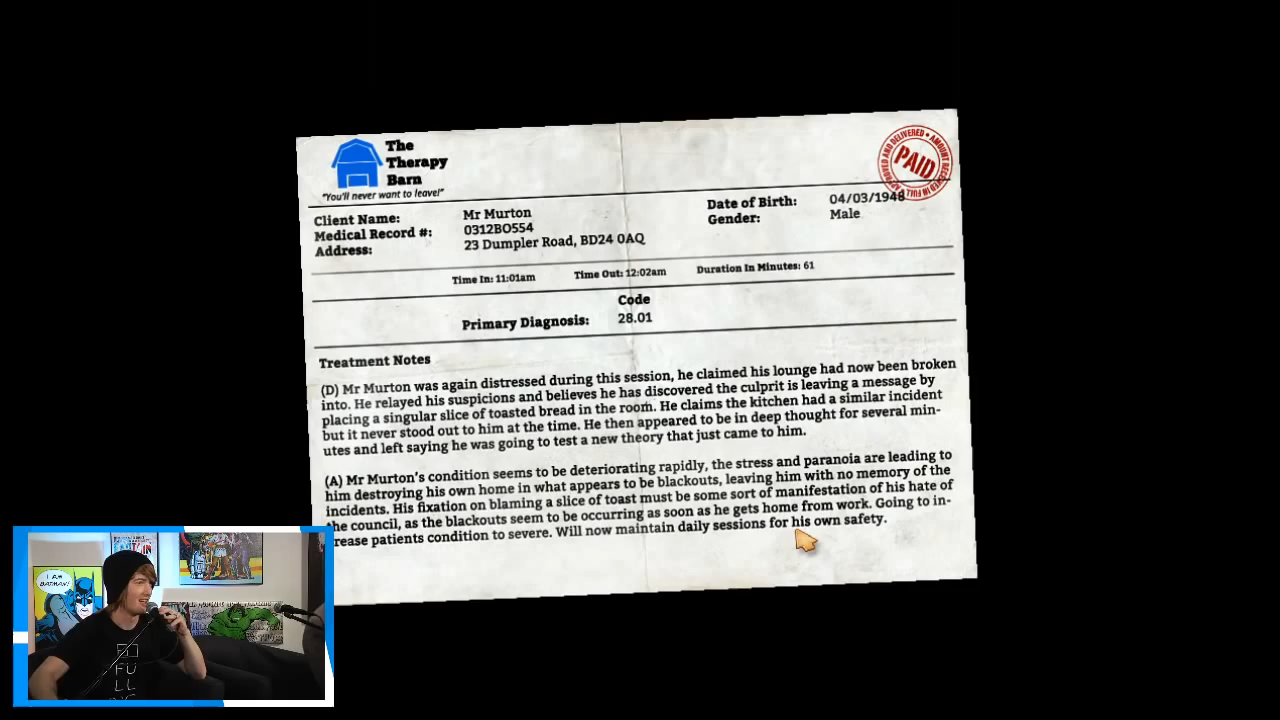 The
Therapy
Barn
"You'll never want to leave!"
APPROVED AND DELIVERED • AMOUNT RECEIVED IN FULL
PAID
Client Name: Mr Murton Date of Birth: 04/03/1948
Medical Record #: 0312BO554 Gender: Male
Address: 23 Dumpler Road, BD24 0AQ
Time In: 11:01am Time Out: 12:02am Duration In Minutes: 61
Code
Primary Diagnosis: 28.01
Treatment Notes
(D) Mr Murton was again distressed during this session, he claimed his lounge had now been broken
into. He relayed his suspicions and believes he has discovered the culprit is leaving a message by
placing a singular slice of toasted bread in the room. He claims the kitchen had a similar incident
but it never stood out to him at the time. He then appeared to be in deep thought for several min-
utes and left saying he was going to test a new theory that just came to him.
(A) Mr Murton's condition seems to be deteriorating rapidly, the stress and paranoia are leading to
him destroying his own home in what appears to be blackouts, leaving him with no memory of the
incidents. His fixation on blaming a slice of toast must be some sort of manifestation of his hate of
the council, as the blackouts seem to be occurring as soon as he gets home from work. Going to in-
rease patients condition to severe. Will now maintain daily sessions for his own safety.
I AM
BATMAN!
FU
LL